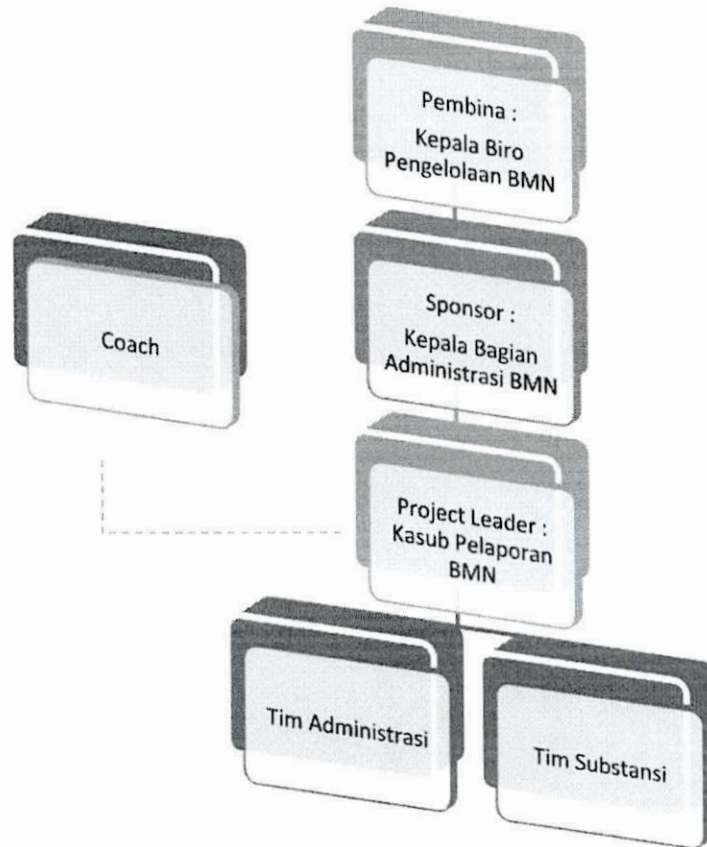 Pembina :
Kepala Biro
Pengelolaan BMN
Coach
Sponsor :
Kepala Bagian
Administrasi BMN
Project Leader :
Kasub Pelaporan
BMN
Tim Administrasi
Tim Substansi